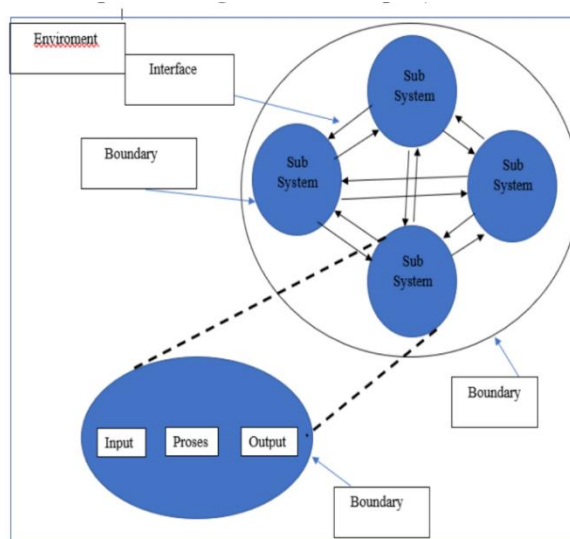 Enviroment
Interface
Sub
System
Boundary
Sub
System
Sub
System
Sub
System
Boundary
Input
Proses
Output
Boundary